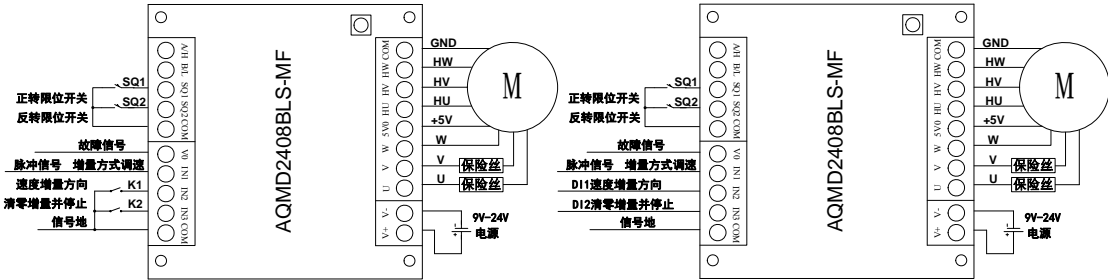 SQ1
正转限位开关
SQ2
反转限位开关
故障信号
脉冲信号 增量方式调速
速度增量方向
K1
清零增量并停止
K2
信号地
A/H
B/L
SQ1
SQ2
COM
V0
IN1
IN2
IN3
COM
AQMD2408BLS-MF
COM
HW
HV
HU
5V0
W
V
U
V-
V+
GND
HW
HV
HU
+5V
W
V
保险丝
U
保险丝
M
9V-24V
电源
SQ1
正转限位开关
SQ2
反转限位开关
故障信号
脉冲信号 增量方式调速
DI1速度增量方向
DI2清零增量并停止
信号地
A/H
B/L
SQ1
SQ2
COM
V0
IN1
IN2
IN3
COM
AQMD2408BLS-MF
COM
HW
HV
HU
5V0
W
V
U
V-
V+
GND
HW
HV
HU
+5V
W
V
保险丝
U
保险丝
M
9V-24V
电源